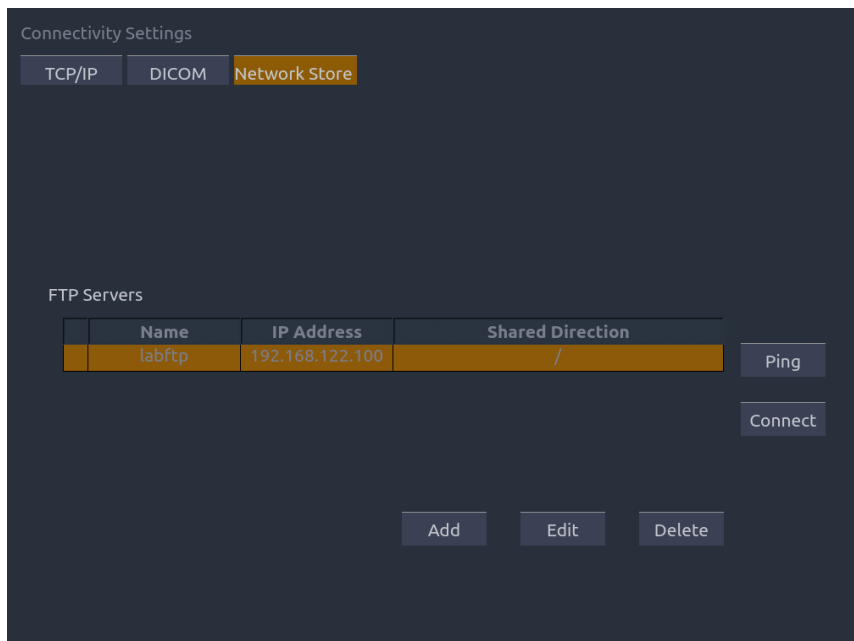 Connectivity Settings
TCP/IP DICOM Network Store
FTP Servers
Name IP Address Shared Direction
labftp 192.168.122.100 /
Ping
Connect
Add Edit Delete